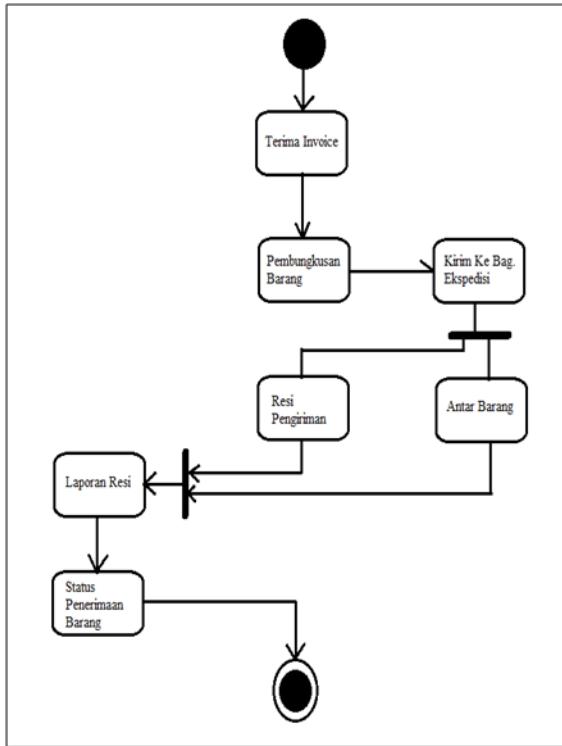 Terima Invoice
Pembungkusan
Barang
Kirim Ke Bag.
Ekspedisi
Resi
Pengiriman
Antar Barang
Laporan Resi
Status
Penerimaan
Barang